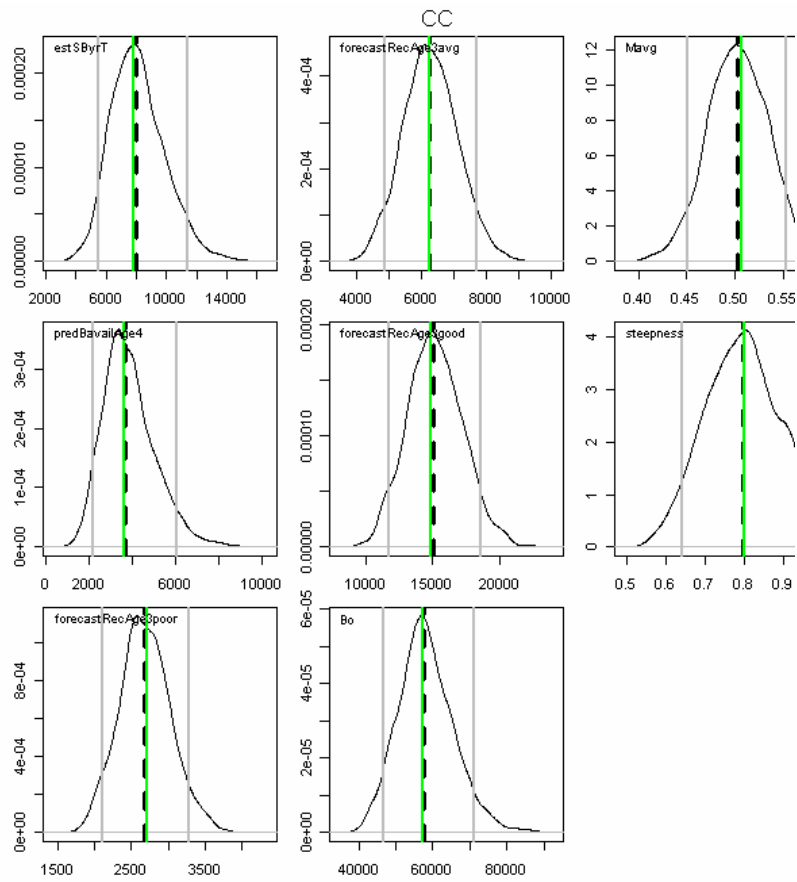 CC
estSByrT
0.00000 0.00010 0.00020
2000 6000 10000 14000
forecastRecAge3avg
0e+00 2e-04 4e-04
4000 6000 8000 10000
Mavg
0 2 4 6 8 10 12
0.40 0.45 0.50 0.55
predBavailAge4
0e+00 1e-04 2e-04 3e-04
0 2000 6000 10000
forecastRecAge3good
0.00000 0.00010 0.00020
10000 15000 20000
steepness
0 1 2 3 4
0.5 0.6 0.7 0.8 0.9
forecastRecAge3poor
0e+00 4e-04 8e-04
1500 2500 3500
Bo
0e+00 2e-05 4e-05 6e-05
40000 60000 80000